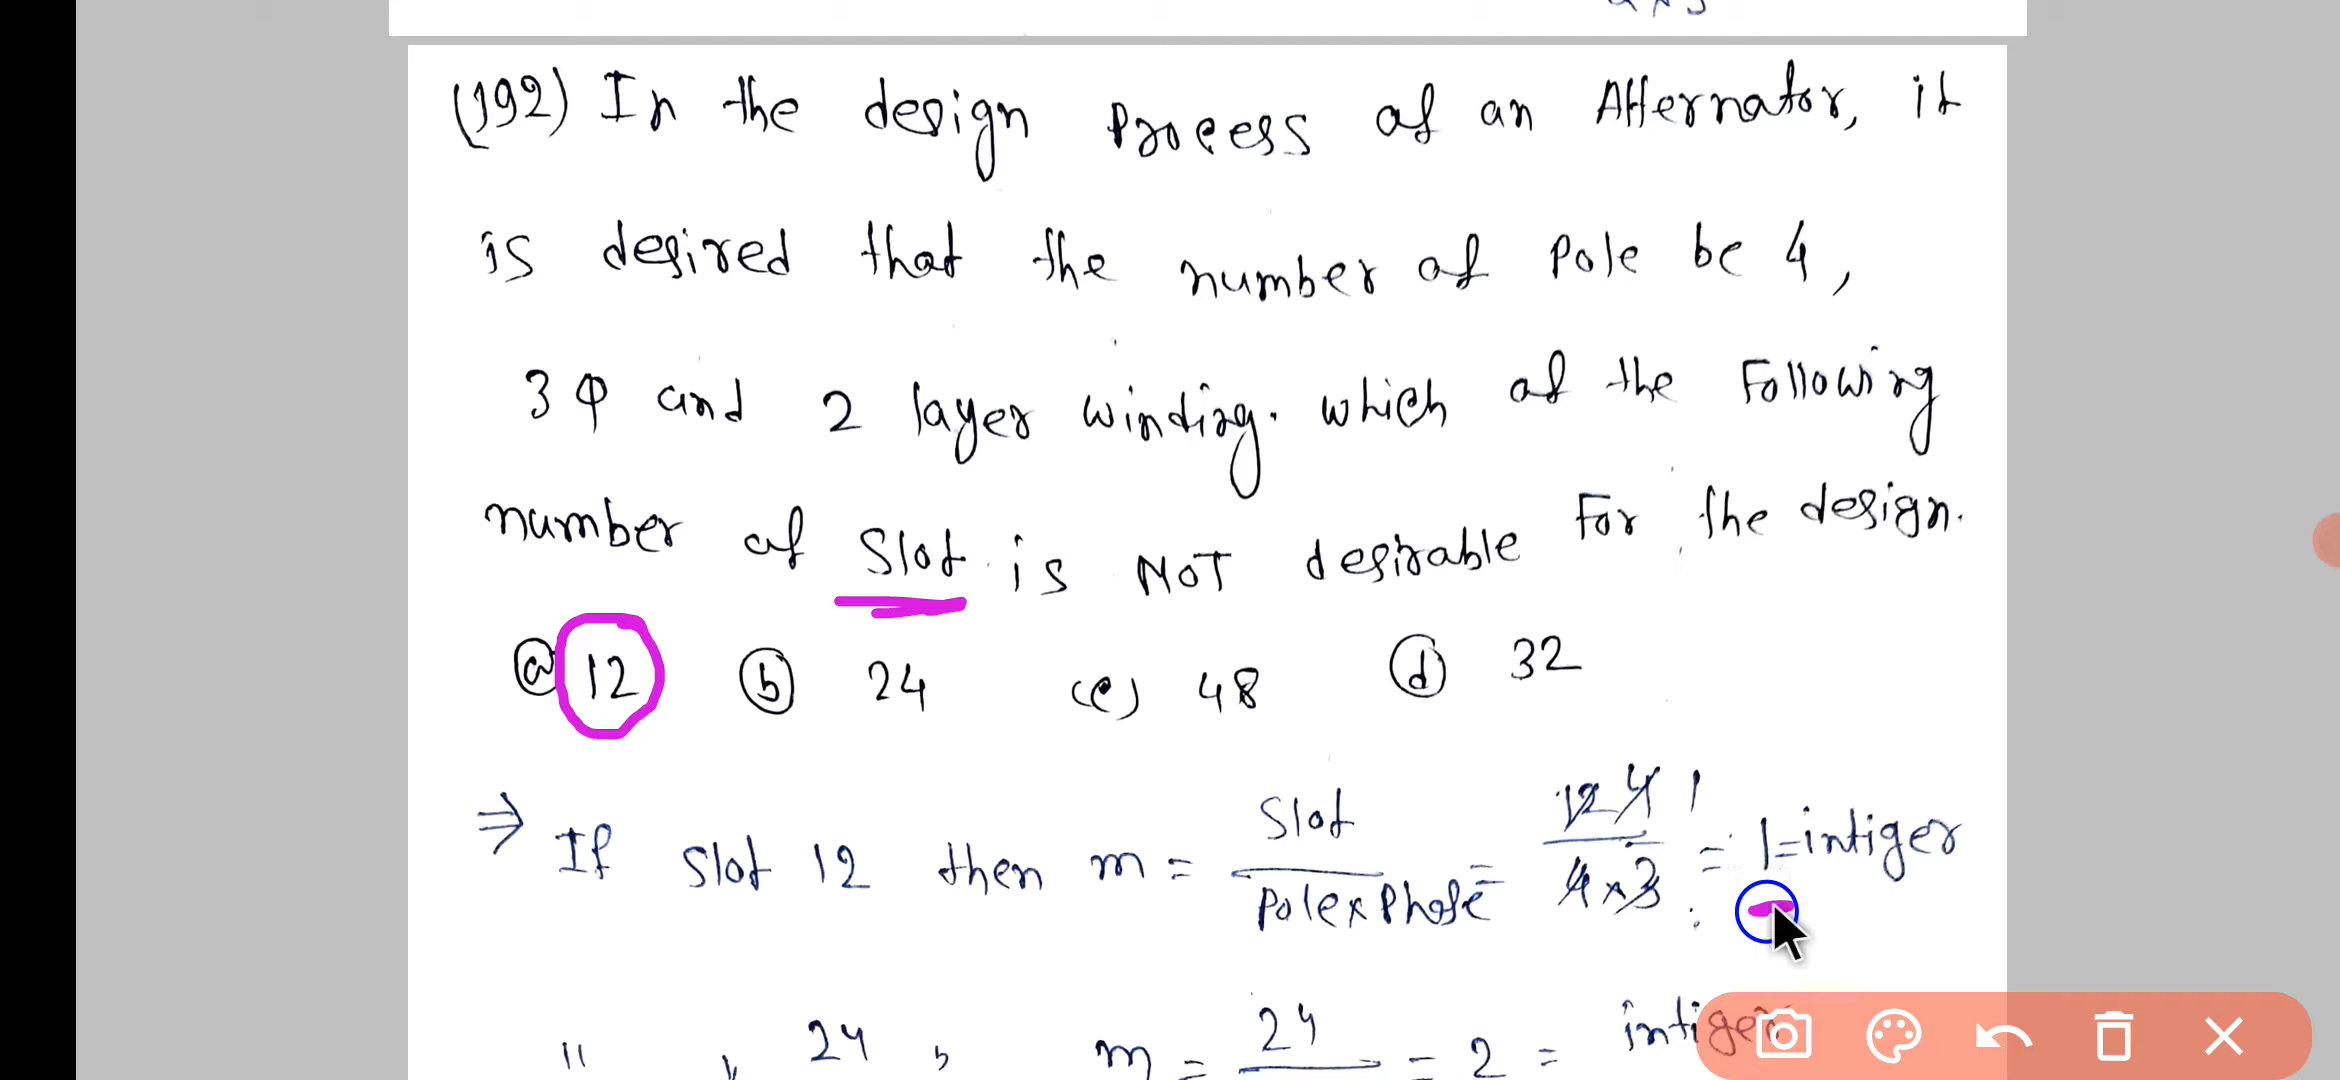 (192) In the design Process of an Alternator, it
is desired that the number of Pole be 4,
3 φ and 2 layer winding. which of the Following
number of Slot is NOT desirable For the design.
ⓐ 12 ⓑ 24 (c) 48 ⓓ 32
⇒ If Slot 12 then m = Slot / Pole × Phase = 12 4 1 / 4 × 3 = 1 = intiger
" " 24 , m = 24 = 2 = intiger